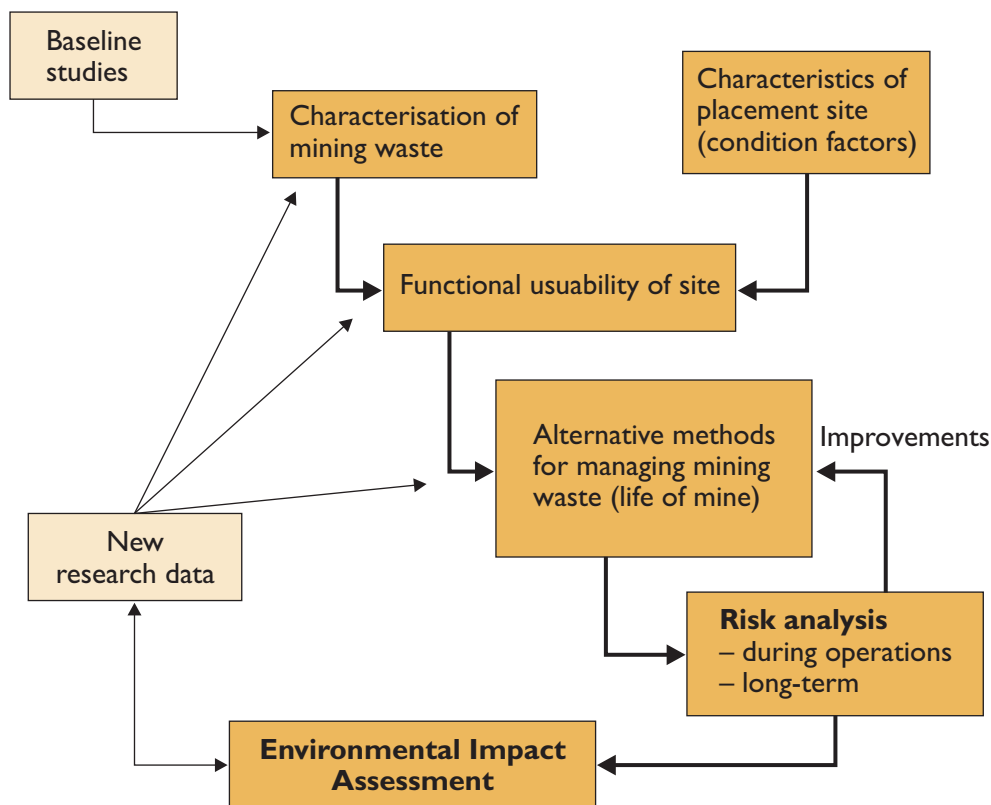 Baseline
studies
Characterisation of
mining waste
Characteristics of
placement site
(condition factors)
Functional usuability of site
Alternative methods
for managing mining
waste (life of mine)
Improvements
New
research data
Risk analysis
– during operations
– long-term
Environmental Impact
Assessment